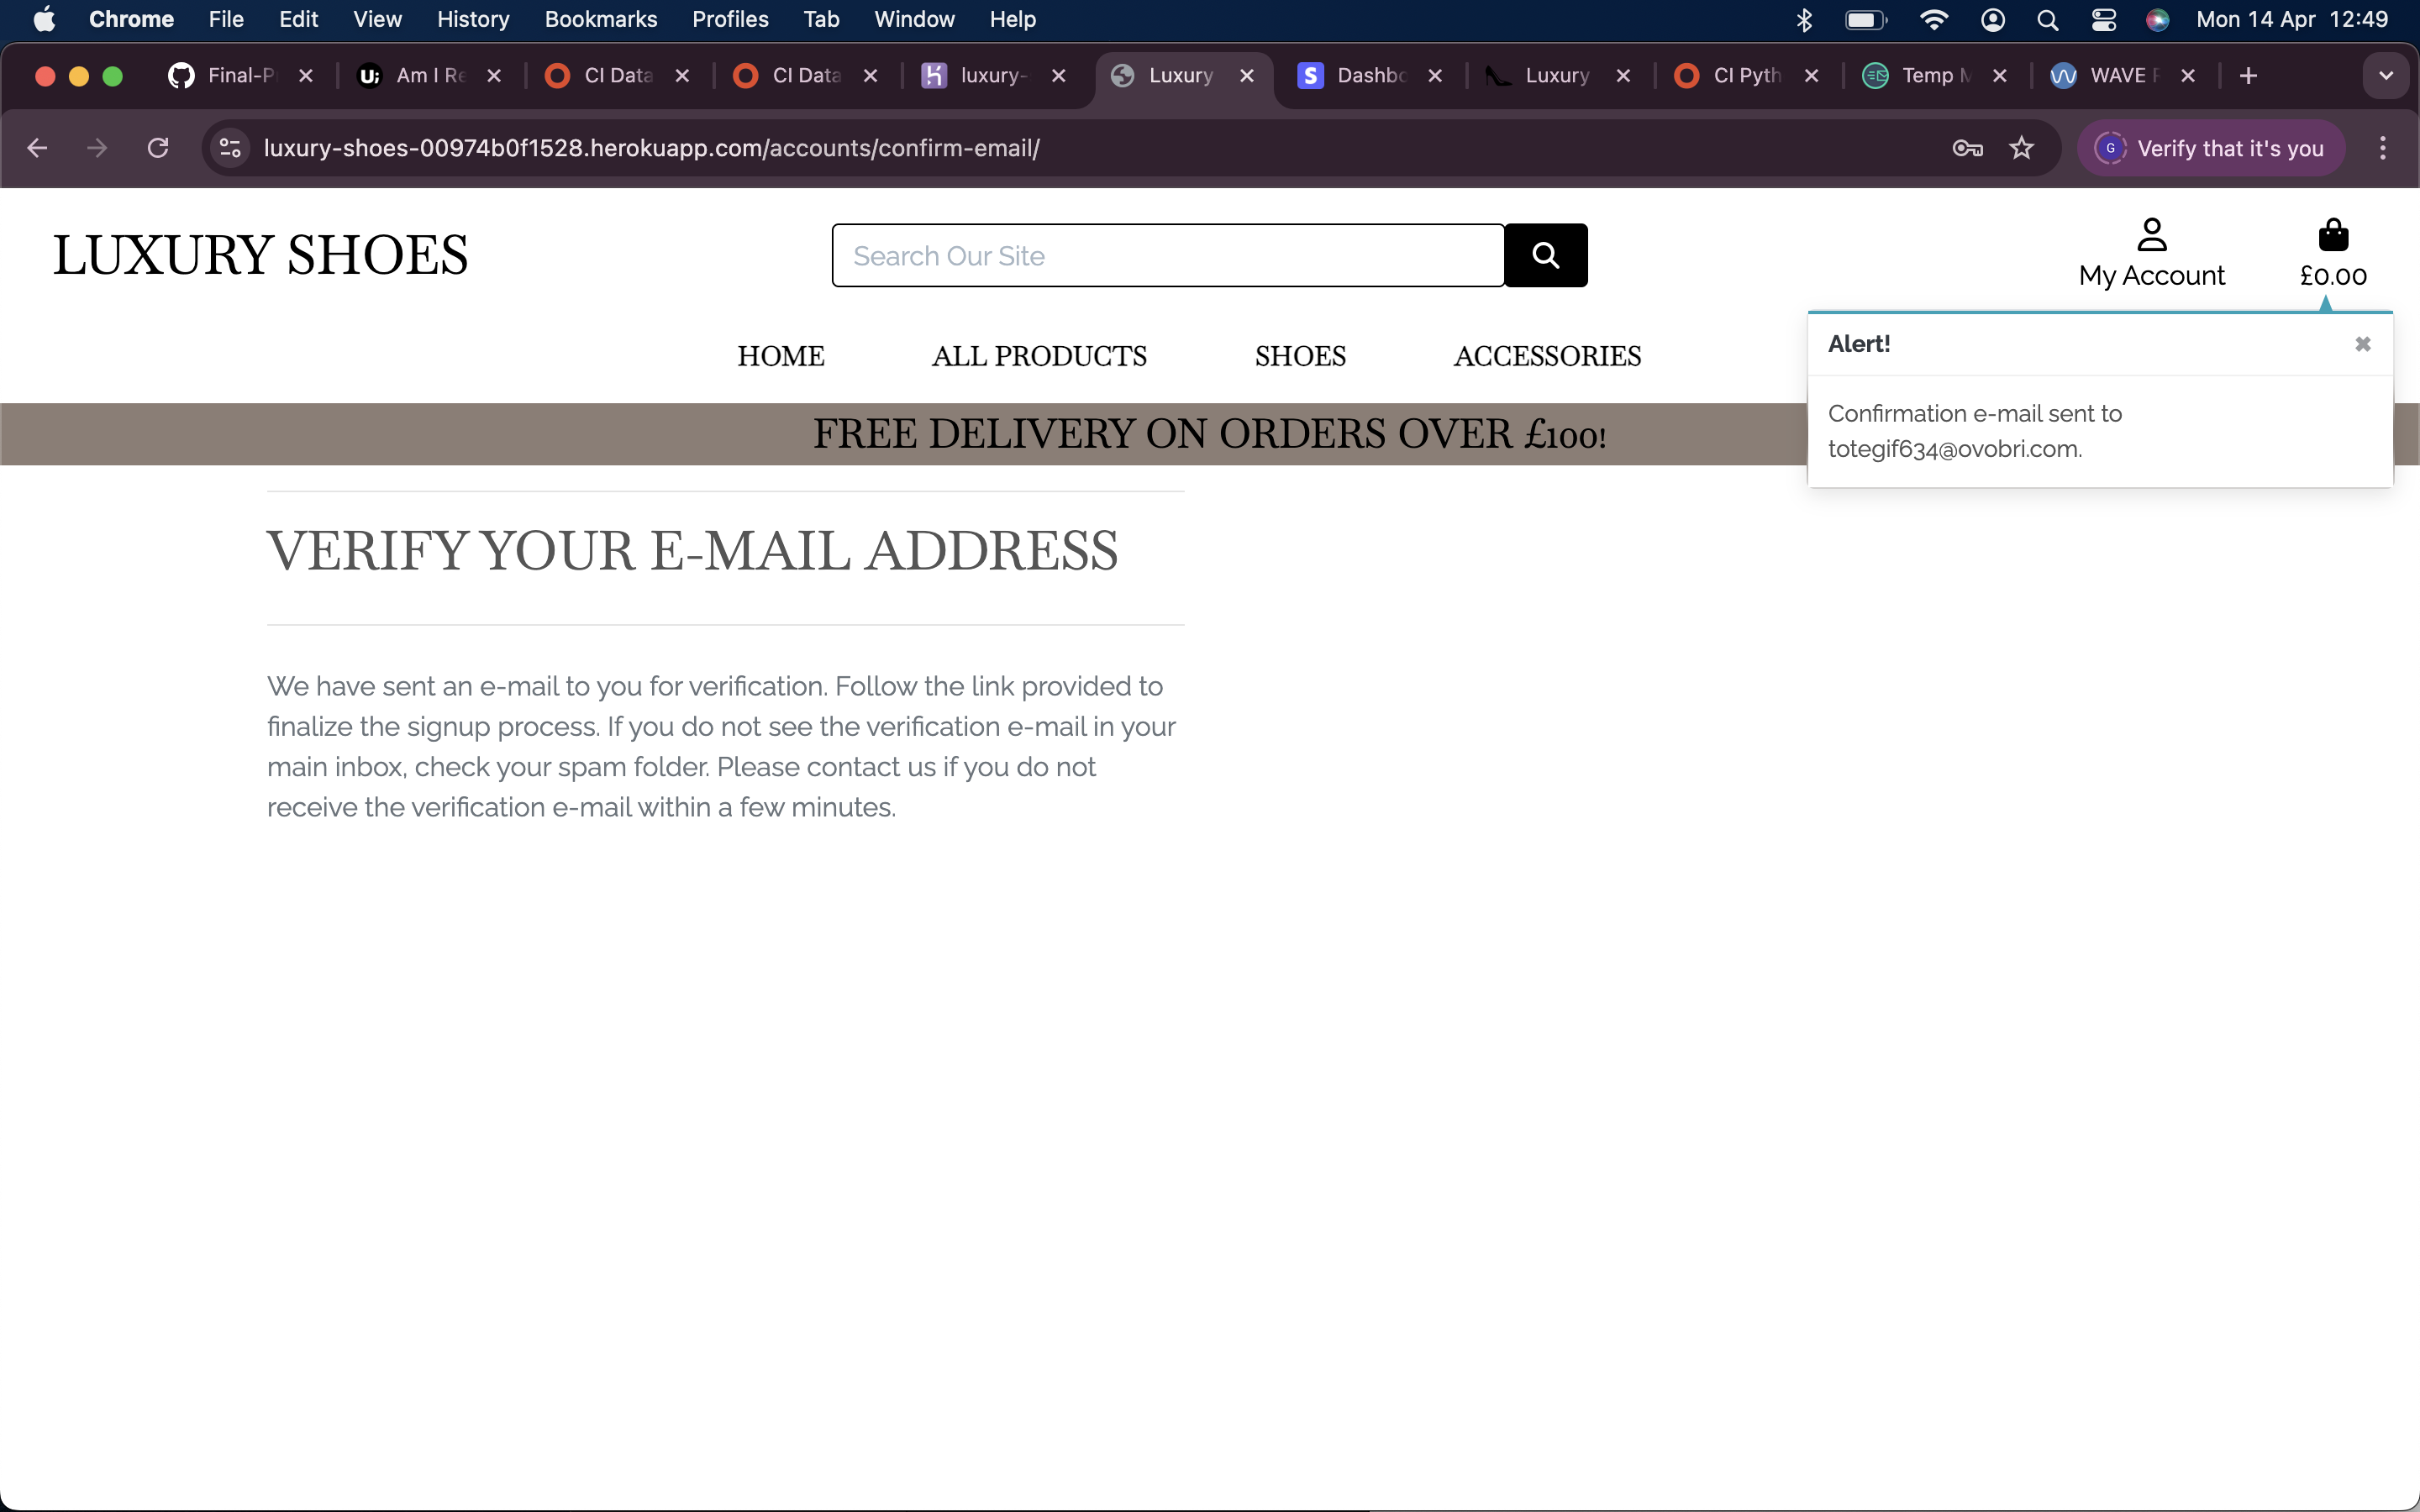 Chrome File Edit View History Bookmarks Profiles Tab Window Help Mon 14 Apr 12:49
Final-P Am I Re CI Data CI Data luxury- Luxury Dashbo Luxury CI Pyth Temp M WAVE R
luxury-shoes-00974b0f1528.herokuapp.com/accounts/confirm-email/ G Verify that it's you
LUXURY SHOES
Search Our Site
My Account
£0.00
HOME ALL PRODUCTS SHOES ACCESSORIES
Alert!
Confirmation e-mail sent to
totegif634@ovobri.com.
FREE DELIVERY ON ORDERS OVER £100!
VERIFY YOUR E-MAIL ADDRESS
We have sent an e-mail to you for verification. Follow the link provided to
finalize the signup process. If you do not see the verification e-mail in your
main inbox, check your spam folder. Please contact us if you do not
receive the verification e-mail within a few minutes.